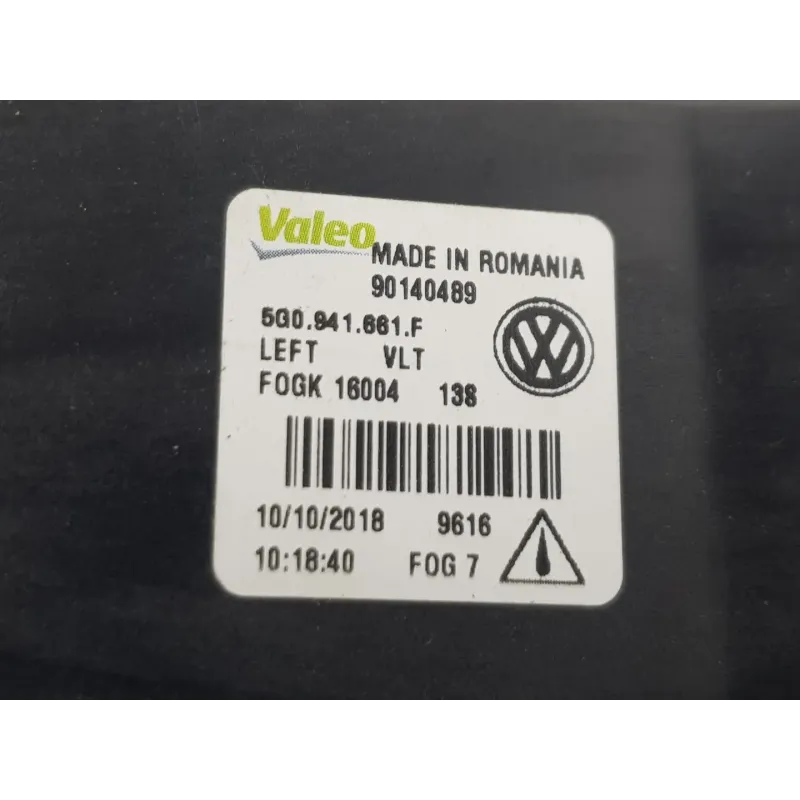 Valeo MADE IN ROMANIA
90140489
5G0.941.661.F
LEFT VLT
FOGK 16004 138
10/10/2018 9616
10:18:40 FOG 7